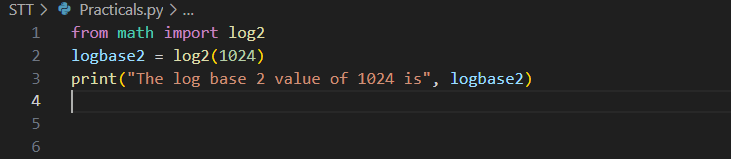 STT > Practicals.py > ...
1 from math import log2
2 logbase2 = log2(1024)
3 print("The log base 2 value of 1024 is", logbase2)
4
5
6